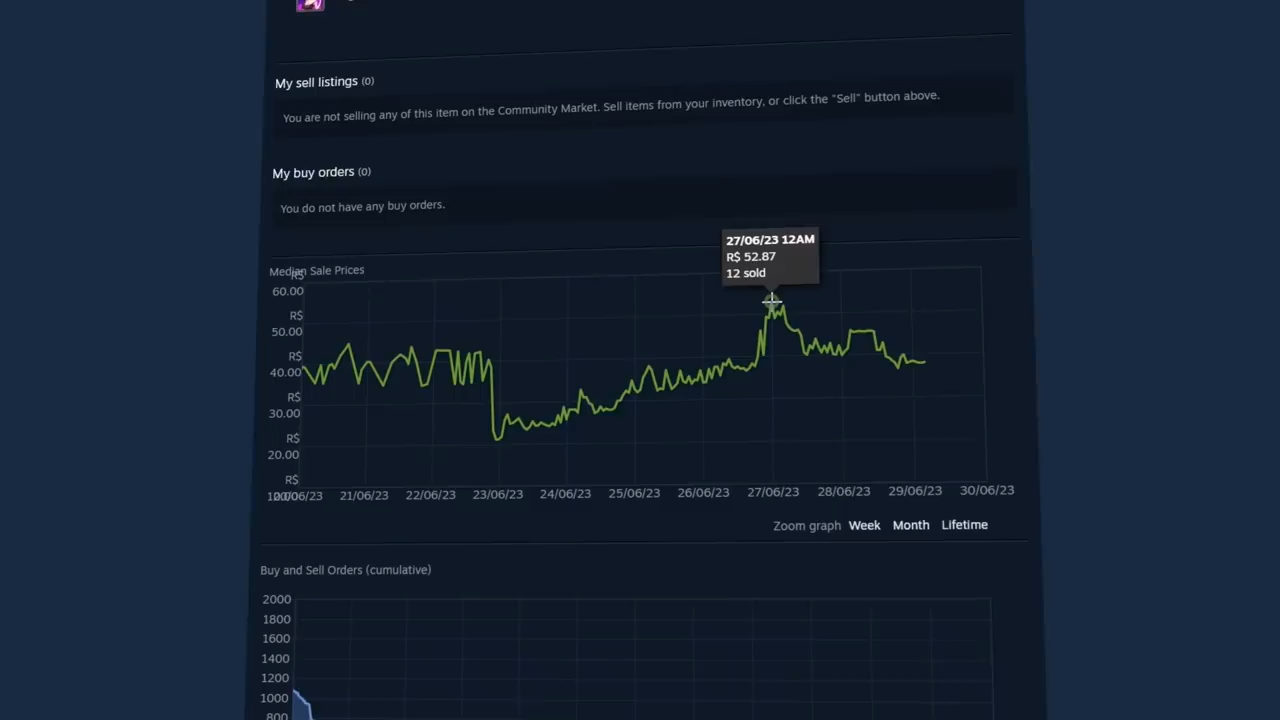 My sell listings (0)
You are not selling any of this item on the Community Market. Sell items from your inventory, or click the "Sell" button above.
My buy orders (0)
You do not have any buy orders.
27/06/23 12AM
R$ 52.87
12 sold
Median Sale Prices
R$
60.00
R$
50.00
R$
40.00
R$
30.00
R$
20.00
R$
21/06/23 22/06/23 23/06/23 24/06/23 25/06/23 26/06/23 27/06/23 28/06/23 29/06/23 30/06/23
Zoom graph Week Month Lifetime
Buy and Sell Orders (cumulative)
2000
1800
1600
1400
1200
1000
800